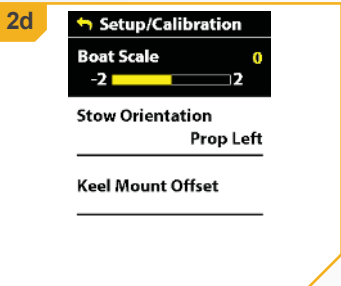 2d
Setup/Calibration
Boat Scale 0
-2 2
Stow Orientation
Prop Left
Keel Mount Offset